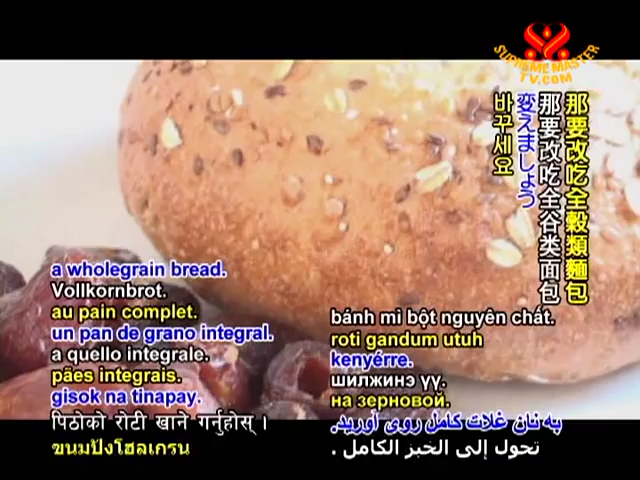 SUPREME MASTER
TV.COM
那要改吃全穀類麵包
那要改吃全谷类面包
変えましょう
바꾸세요
a wholegrain bread.
Vollkornbrot.
au pain complet.
un pan de grano integral.
a quello integrale.
pães integrais.
gisok na tinapay.
पिठोको रोटी खाने गर्नुहोस् ।
ขนมปังโฮลเกรน
bánh mì bột nguyên chất.
roti gandum utuh
kenyérre.
шилжинэ үү.
на зерновой.
به نان غلات کامل روی آورید.
تحول إلى الخبز الكامل .